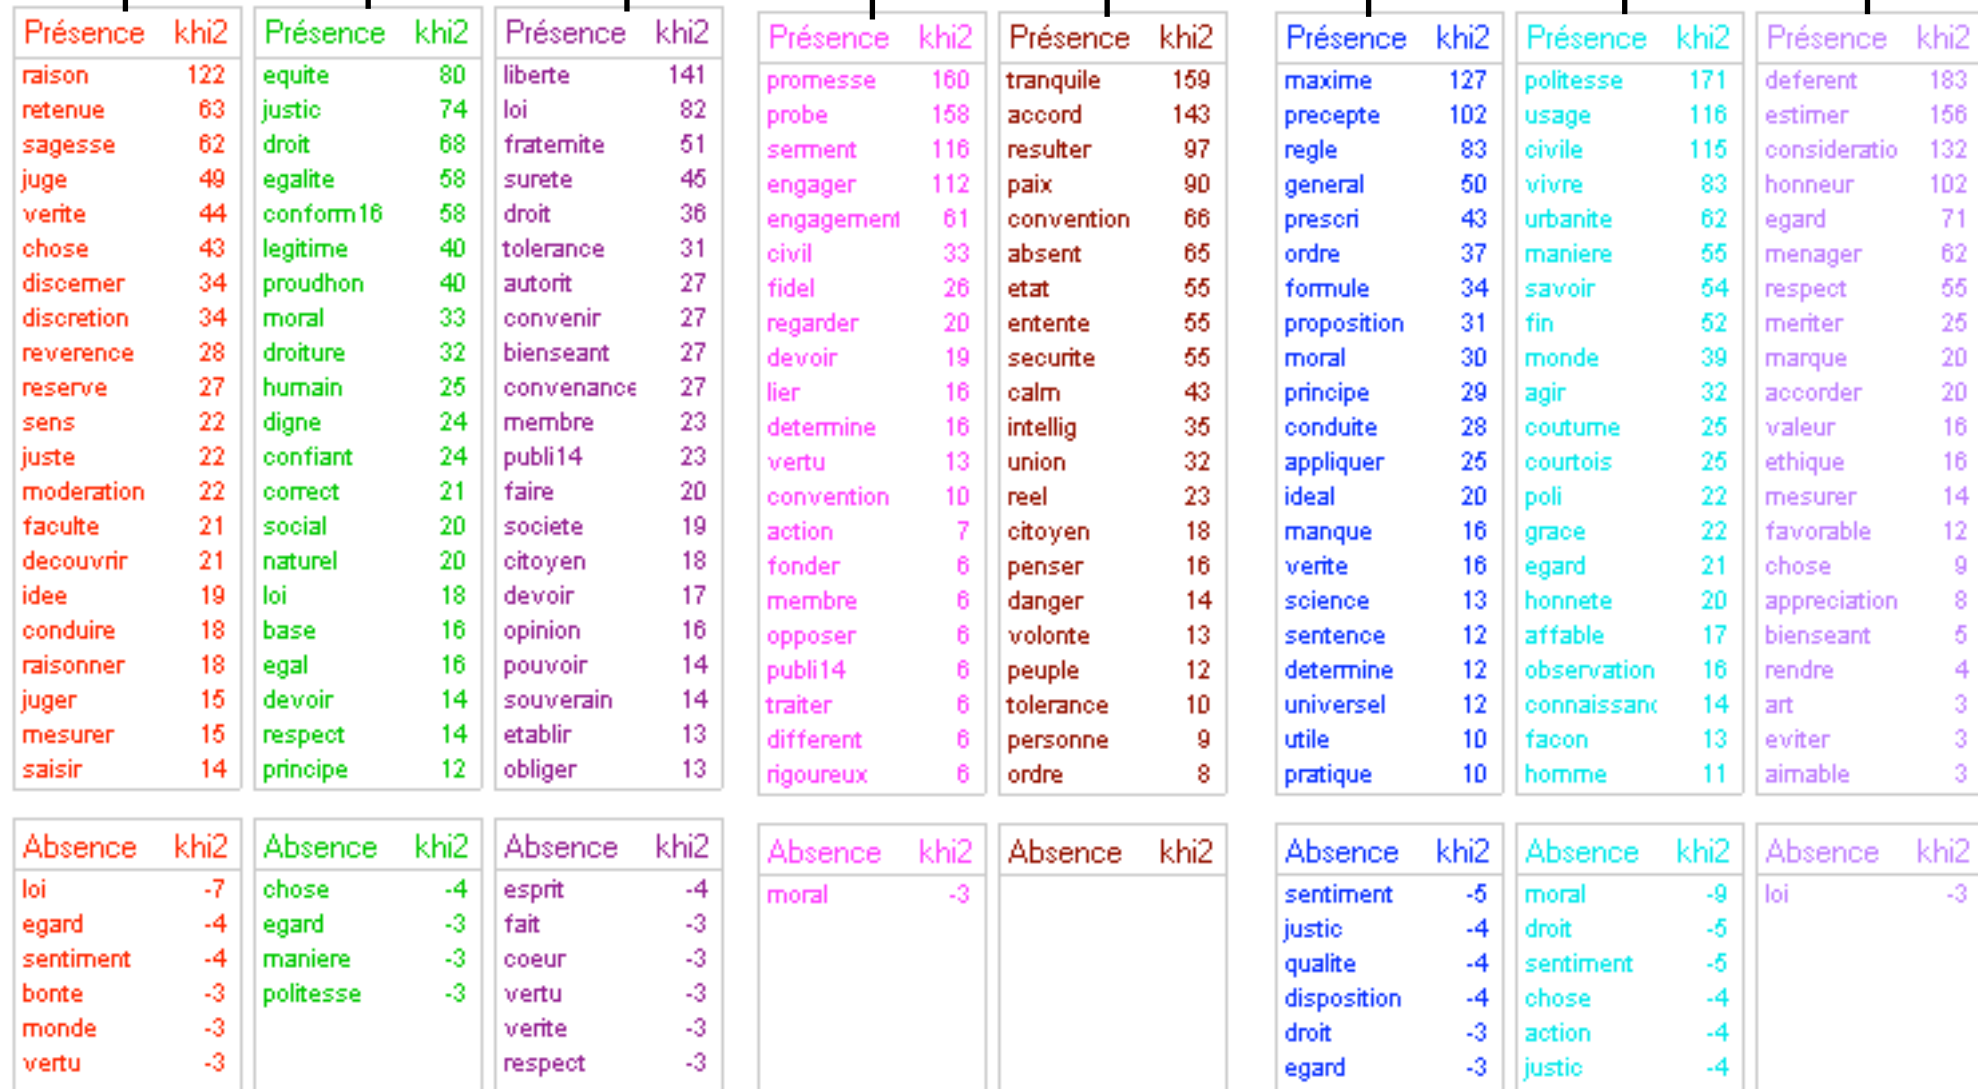 Présence khi2
raison 122
retenue 63
sagesse 62
juge 49
verite 44
chose 43
discerner 34
discretion 34
reverence 28
reserve 27
sens 22
juste 22
moderation 22
faculte 21
decouvrir 21
idee 19
conduire 18
raisonner 18
juger 15
mesurer 15
saisir 14
Absence khi2
loi -7
egard -4
sentiment -4
bonte -3
monde -3
vertu -3
Présence khi2
equite 80
justic 74
droit 68
egalite 58
conform16 58
legitime 40
proudhon 40
moral 33
droiture 32
humain 25
digne 24
confiant 24
correct 21
social 20
naturel 20
loi 18
base 16
egal 16
devoir 14
respect 14
principe 12
Absence khi2
chose -4
egard -3
maniere -3
politesse -3
Présence khi2
liberte 141
loi 82
fraternite 51
surete 45
droit 36
tolerance 31
autorit 27
convenir 27
bienseant 27
convenance 27
membre 23
publi14 23
faire 20
societe 19
citoyen 18
devoir 17
opinion 16
pouvoir 14
souverain 14
etablir 13
obliger 13
Absence khi2
esprit -4
fait -3
coeur -3
vertu -3
verite -3
respect -3
Présence khi2
promesse 160
probe 158
serment 116
engager 112
engagement 61
civil 33
fidel 26
regarder 20
devoir 19
lier 16
determine 16
vertu 13
convention 10
action 7
fonder 6
membre 6
opposer 6
publi14 6
traiter 6
different 6
rigoureux 6
Absence khi2
moral -3
Présence khi2
tranquile 159
accord 143
resulter 97
paix 90
convention 66
absent 65
etat 55
entente 55
securite 55
calm 43
intellig 35
union 32
reel 23
citoyen 18
penser 16
danger 14
volonte 13
peuple 12
tolerance 10
personne 9
ordre 8
Absence khi2
Présence khi2
maxime 127
precepte 102
regle 83
general 50
prescri 43
ordre 37
formule 34
proposition 31
moral 30
principe 29
conduite 28
appliquer 25
ideal 20
manque 16
verite 16
science 13
sentence 12
determine 12
universel 12
utile 10
pratique 10
Absence khi2
sentiment -5
justic -4
qualite -4
disposition -4
droit -3
egard -3
Présence khi2
politesse 171
usage 116
civile 115
vivre 83
urbanite 62
maniere 55
savoir 54
fin 52
monde 39
agir 32
coutume 25
courtois 25
poli 22
grace 22
egard 21
honnete 20
affable 17
observation 16
connaissanc 14
facon 13
homme 11
Absence khi2
moral -9
droit -5
sentiment -5
chose -4
action -4
justic -4
Présence khi2
deferent 183
estimer 156
consideratio 132
honneur 102
egard 71
menager 62
respect 55
meriter 25
marque 20
accorder 20
valeur 16
ethique 16
mesurer 14
favorable 12
chose 9
appreciation 8
bienseant 5
rendre 4
art 3
eviter 3
aimable 3
Absence khi2
loi -3